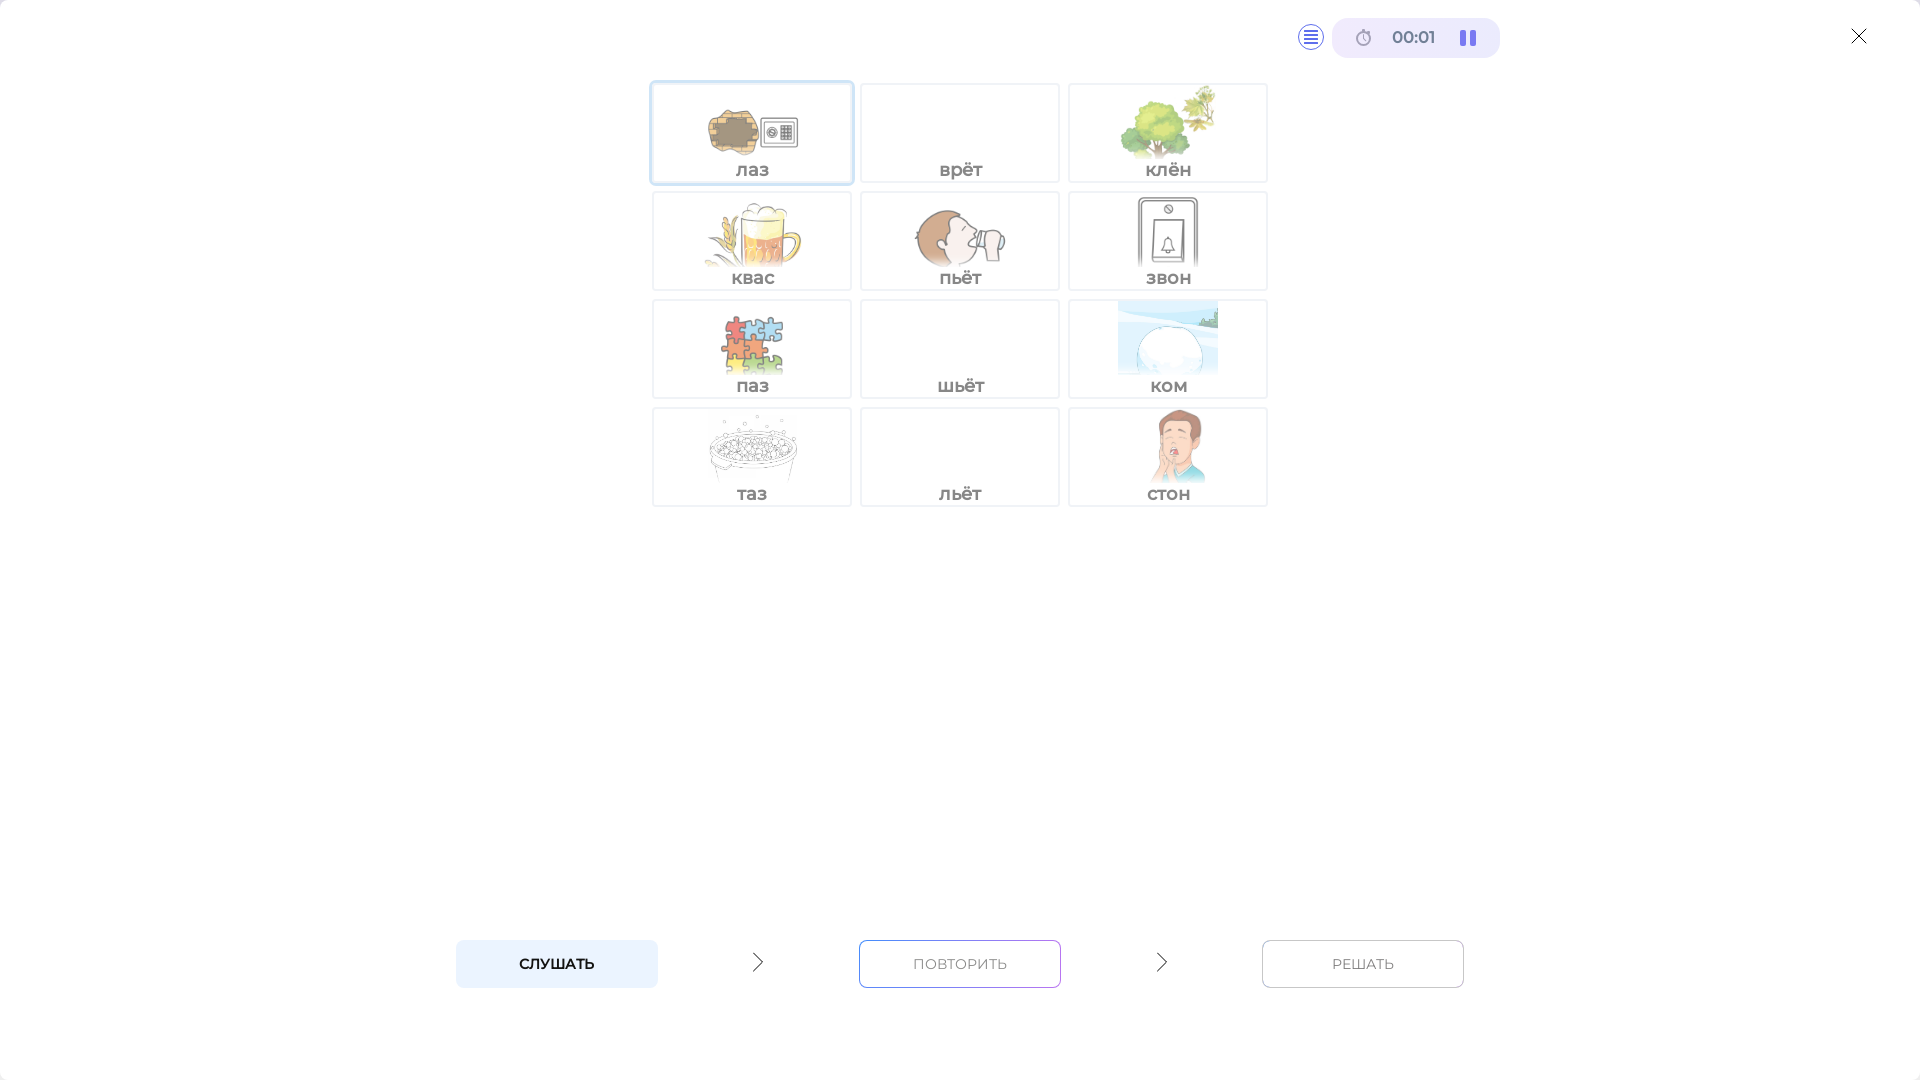 00:01
лаз
врёт
клён
квас
пьёт
звон
паз
шьёт
ком
таз
льёт
стон
СЛУШАТЬ
ПОВТОРИТЬ
РЕШАТЬ